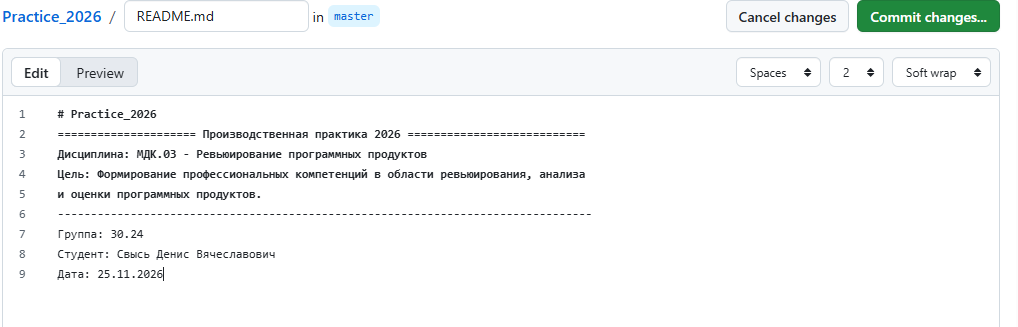 Practice_2026 / README.md in master Cancel changes Commit changes...
Edit Preview Spaces 2 Soft wrap
1 # Practice_2026
2 ===================== Производственная практика 2026 ===========================
3 Дисциплина: МДК.03 - Ревьюирование программных продуктов
4 Цель: Формирование профессиональных компетенций в области ревьюирования, анализа
5 и оценки программных продуктов.
6 ---------------------------------------------------------------------------------
7 Группа: 30.24
8 Студент: Свысь Денис Вячеславович
9 Дата: 25.11.2026